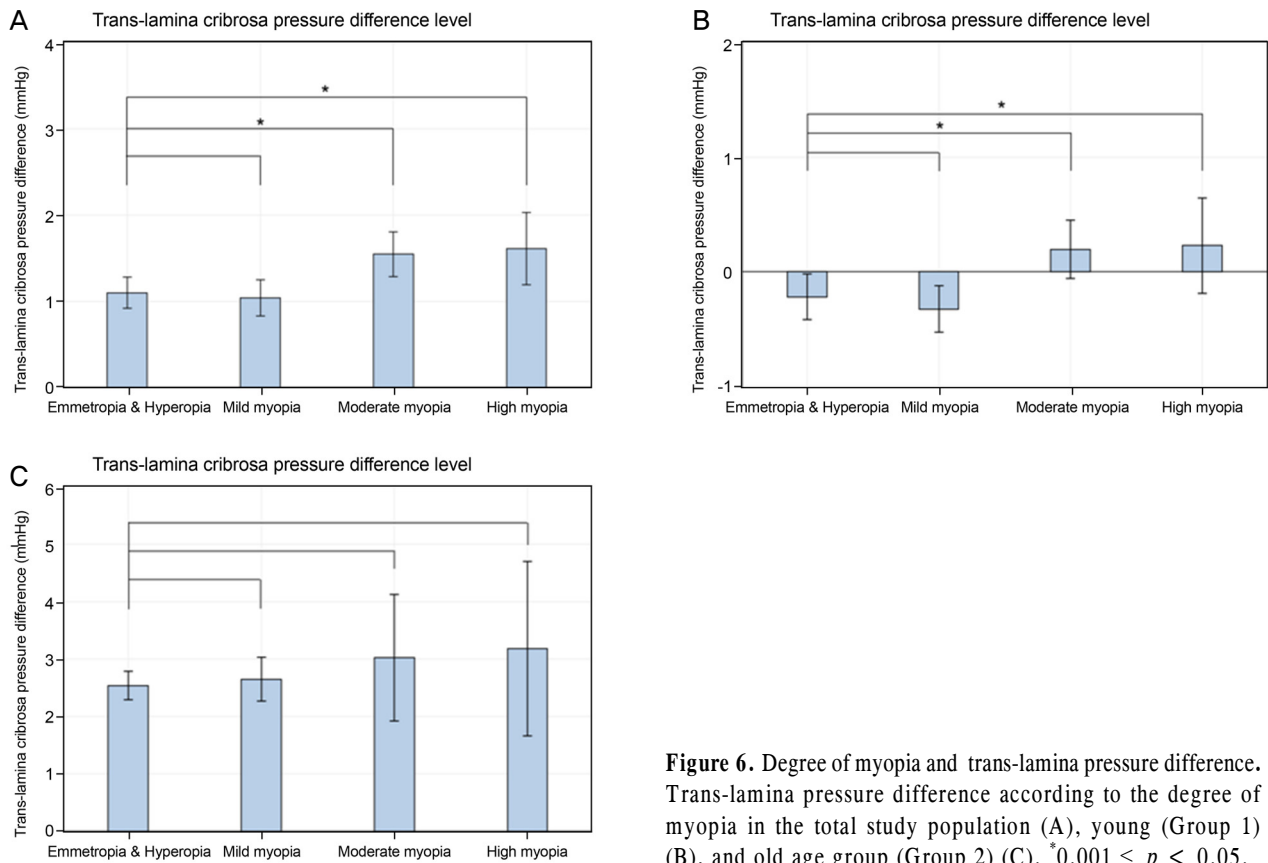 A
Trans-lamina cribrosa pressure difference level
Trans-lamina cribrosa pressure difference (mmHg)
4
3
2
1
0
*
*
Emmetropia & Hyperopia
Mild myopia
Moderate myopia
High myopia
B
Trans-lamina cribrosa pressure difference level
Trans-lamina cribrosa pressure difference (mmHg)
2
1
0
-1
*
*
Emmetropia & Hyperopia
Mild myopia
Moderate myopia
High myopia
C
Trans-lamina cribrosa pressure difference level
Trans-lamina cribrosa pressure difference (mmHg)
6
5
4
3
2
1
0
Emmetropia & Hyperopia
Mild myopia
Moderate myopia
High myopia
Figure 6. Degree of myopia and trans-lamina pressure difference.
Trans-lamina pressure difference according to the degree of
myopia in the total study population (A), young (Group 1)
(B), and old age group (Group 2) (C). *0.001 ≤ p < 0.05.